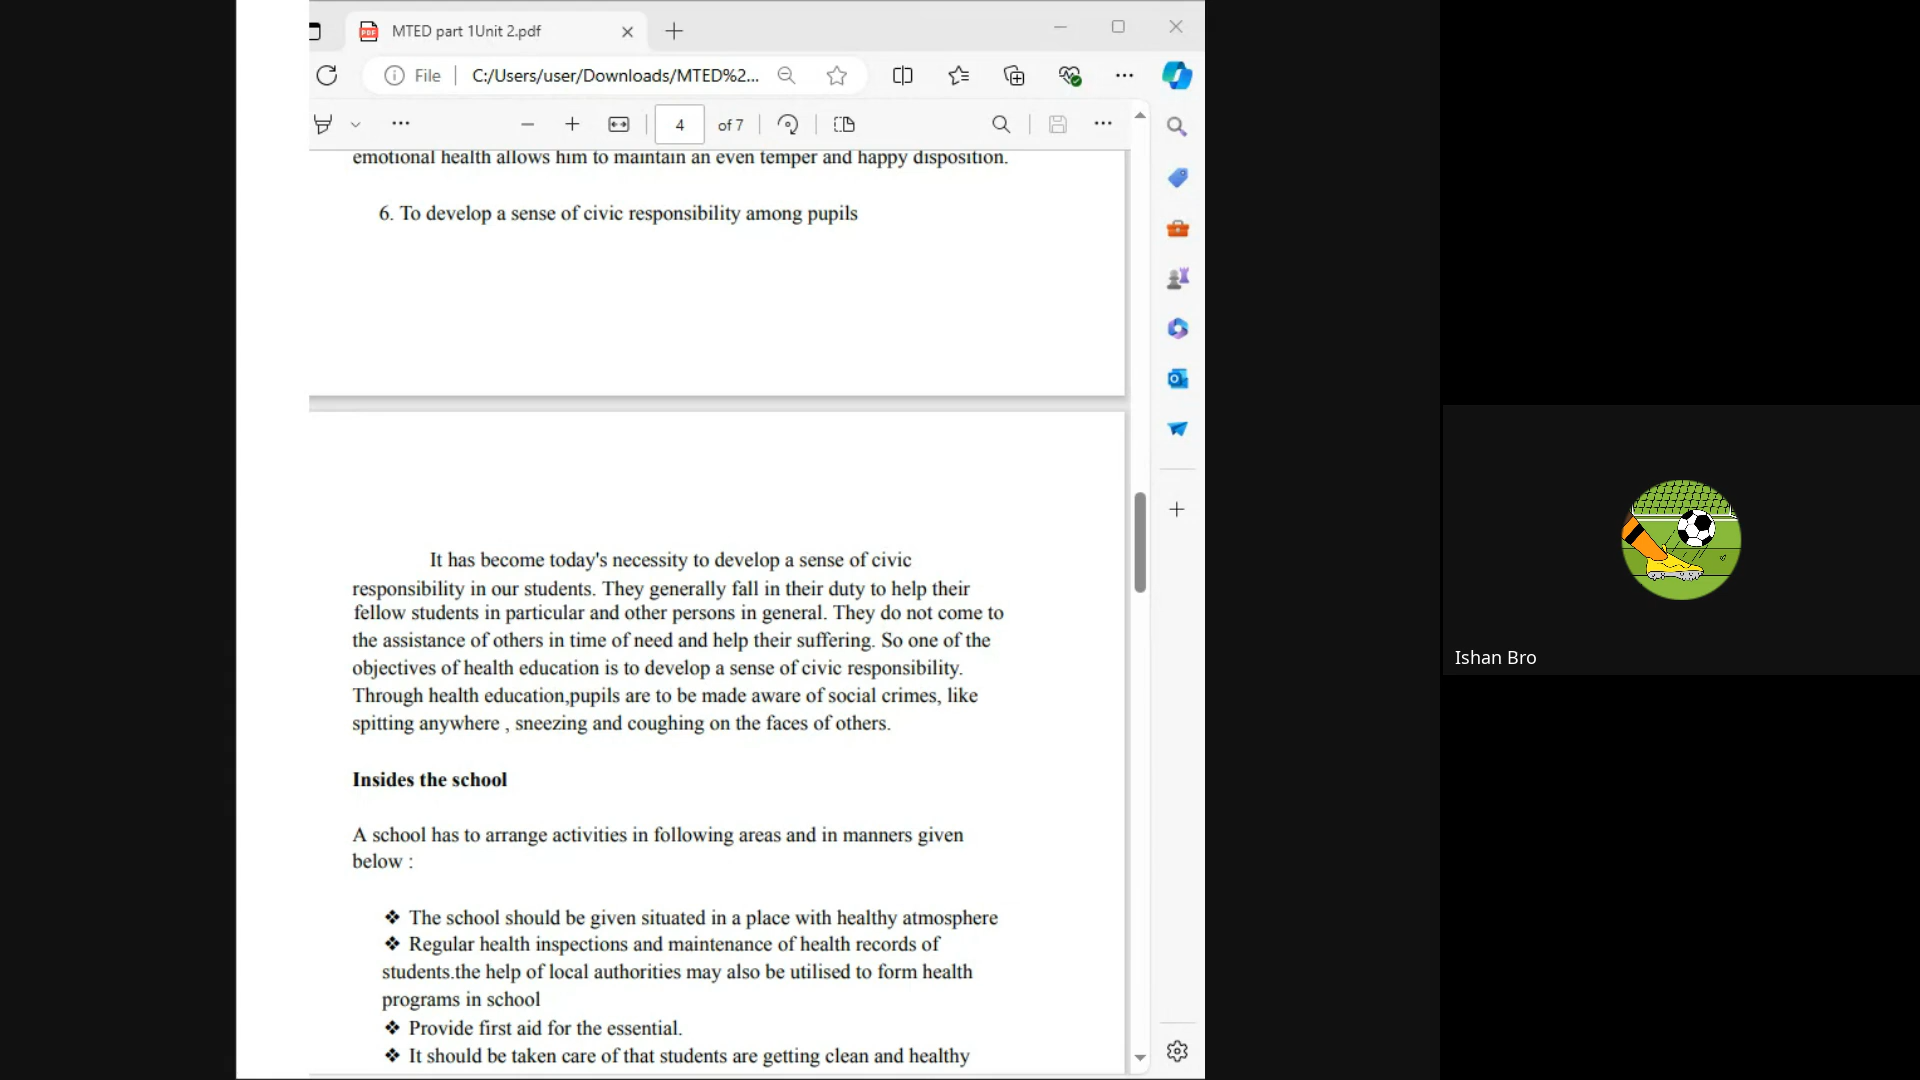 MTED part 1Unit 2.pdf
File
C:/Users/user/Downloads/MTED%2...
4 of 7
emotional health allows him to maintain an even temper and happy disposition.
6. To develop a sense of civic responsibility among pupils
It has become today's necessity to develop a sense of civic
responsibility in our students. They generally fall in their duty to help their
fellow students in particular and other persons in general. They do not come to
the assistance of others in time of need and help their suffering. So one of the
objectives of health education is to develop a sense of civic responsibility.
Through health education,pupils are to be made aware of social crimes, like
spitting anywhere , sneezing and coughing on the faces of others.
Insides the school
A school has to arrange activities in following areas and in manners given
below :
❖ The school should be given situated in a place with healthy atmosphere
❖ Regular health inspections and maintenance of health records of
students.the help of local authorities may also be utilised to form health
programs in school
❖ Provide first aid for the essential.
❖ It should be taken care of that students are getting clean and healthy
Ishan Bro